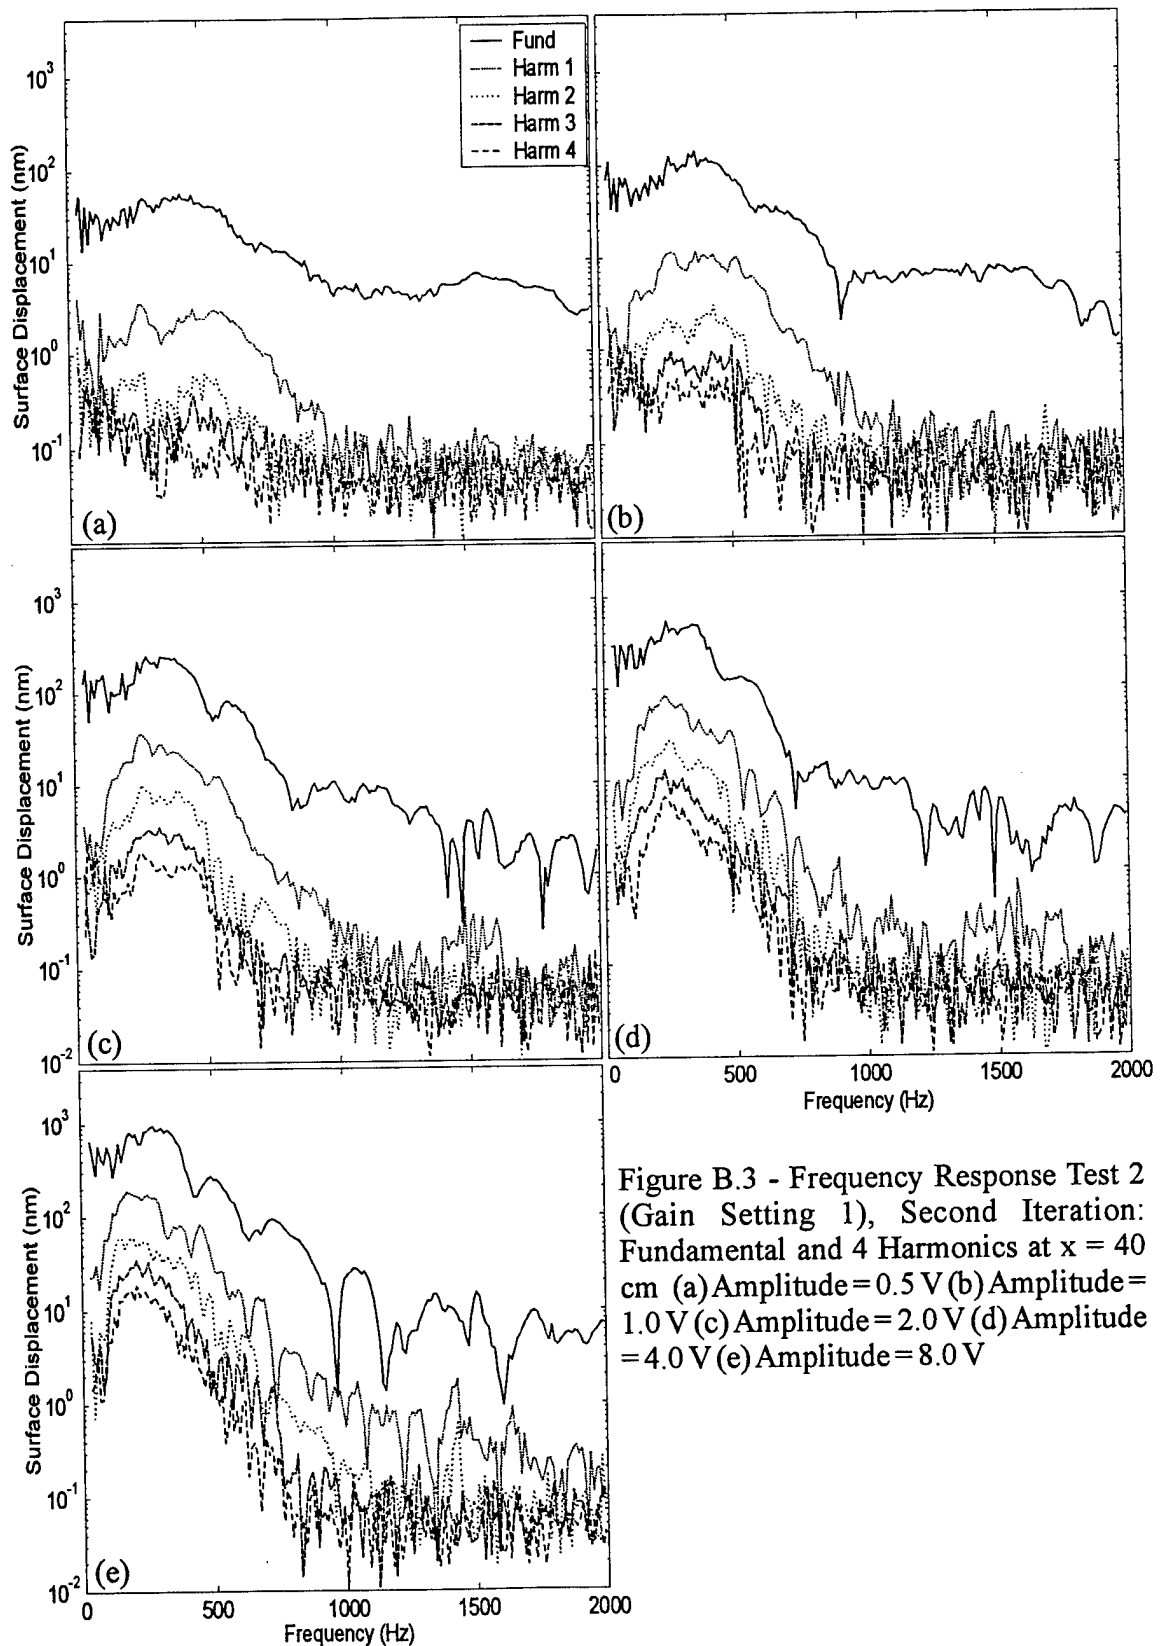 Fund
Harm 1
Harm 2
Harm 3
Harm 4
10³
10²
10¹
10⁰
10⁻¹
Surface Displacement (nm)
(a)
(b)
10³
10²
10¹
10⁰
10⁻¹
10⁻²
Surface Displacement (nm)
(c)
(d)
0
500
1000
1500
2000
Frequency (Hz)
10³
10²
10¹
10⁰
10⁻¹
10⁻²
Surface Displacement (nm)
(e)
0
500
1000
1500
2000
Frequency (Hz)
Figure B.3 - Frequency Response Test 2
(Gain Setting 1), Second Iteration:
Fundamental and 4 Harmonics at x = 40
cm (a) Amplitude = 0.5 V (b) Amplitude =
1.0 V (c) Amplitude = 2.0 V (d) Amplitude
= 4.0 V (e) Amplitude = 8.0 V